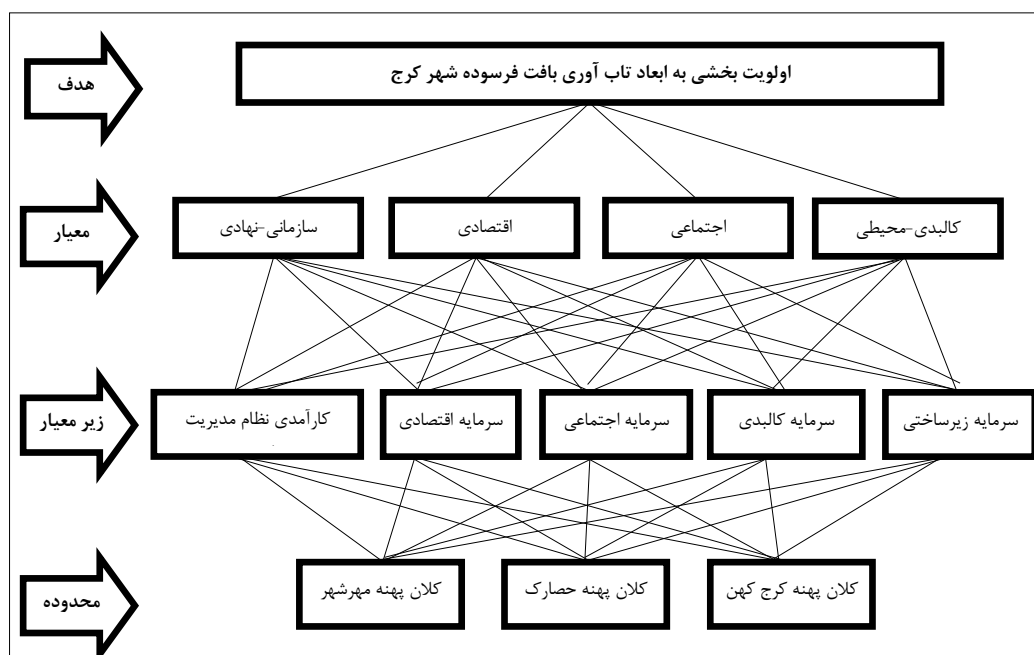 هدف
اولویت بخشی به ابعاد تاب آوری بافت فرسوده شهر کرج
معیار
کالبدی-محیطی
اجتماعی
اقتصادی
سازمانی-نهادی
زیر معیار
سرمایه زیرساختی
سرمایه کالبدی
سرمایه اجتماعی
سرمایه اقتصادی
کارآمدی نظام مدیریت
محدوده
کلان پهنه کرج کهن
کلان پهنه حصارک
کلان پهنه مهرشهر